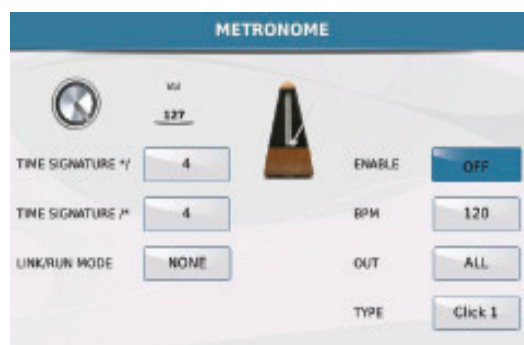 METRONOME
Vol
127
TIME SIGNATURE */ 4
ENABLE OFF
TIME SIGNATURE /* 4
BPM 120
LINK/RUN MODE NONE
OUT ALL
TYPE Click 1